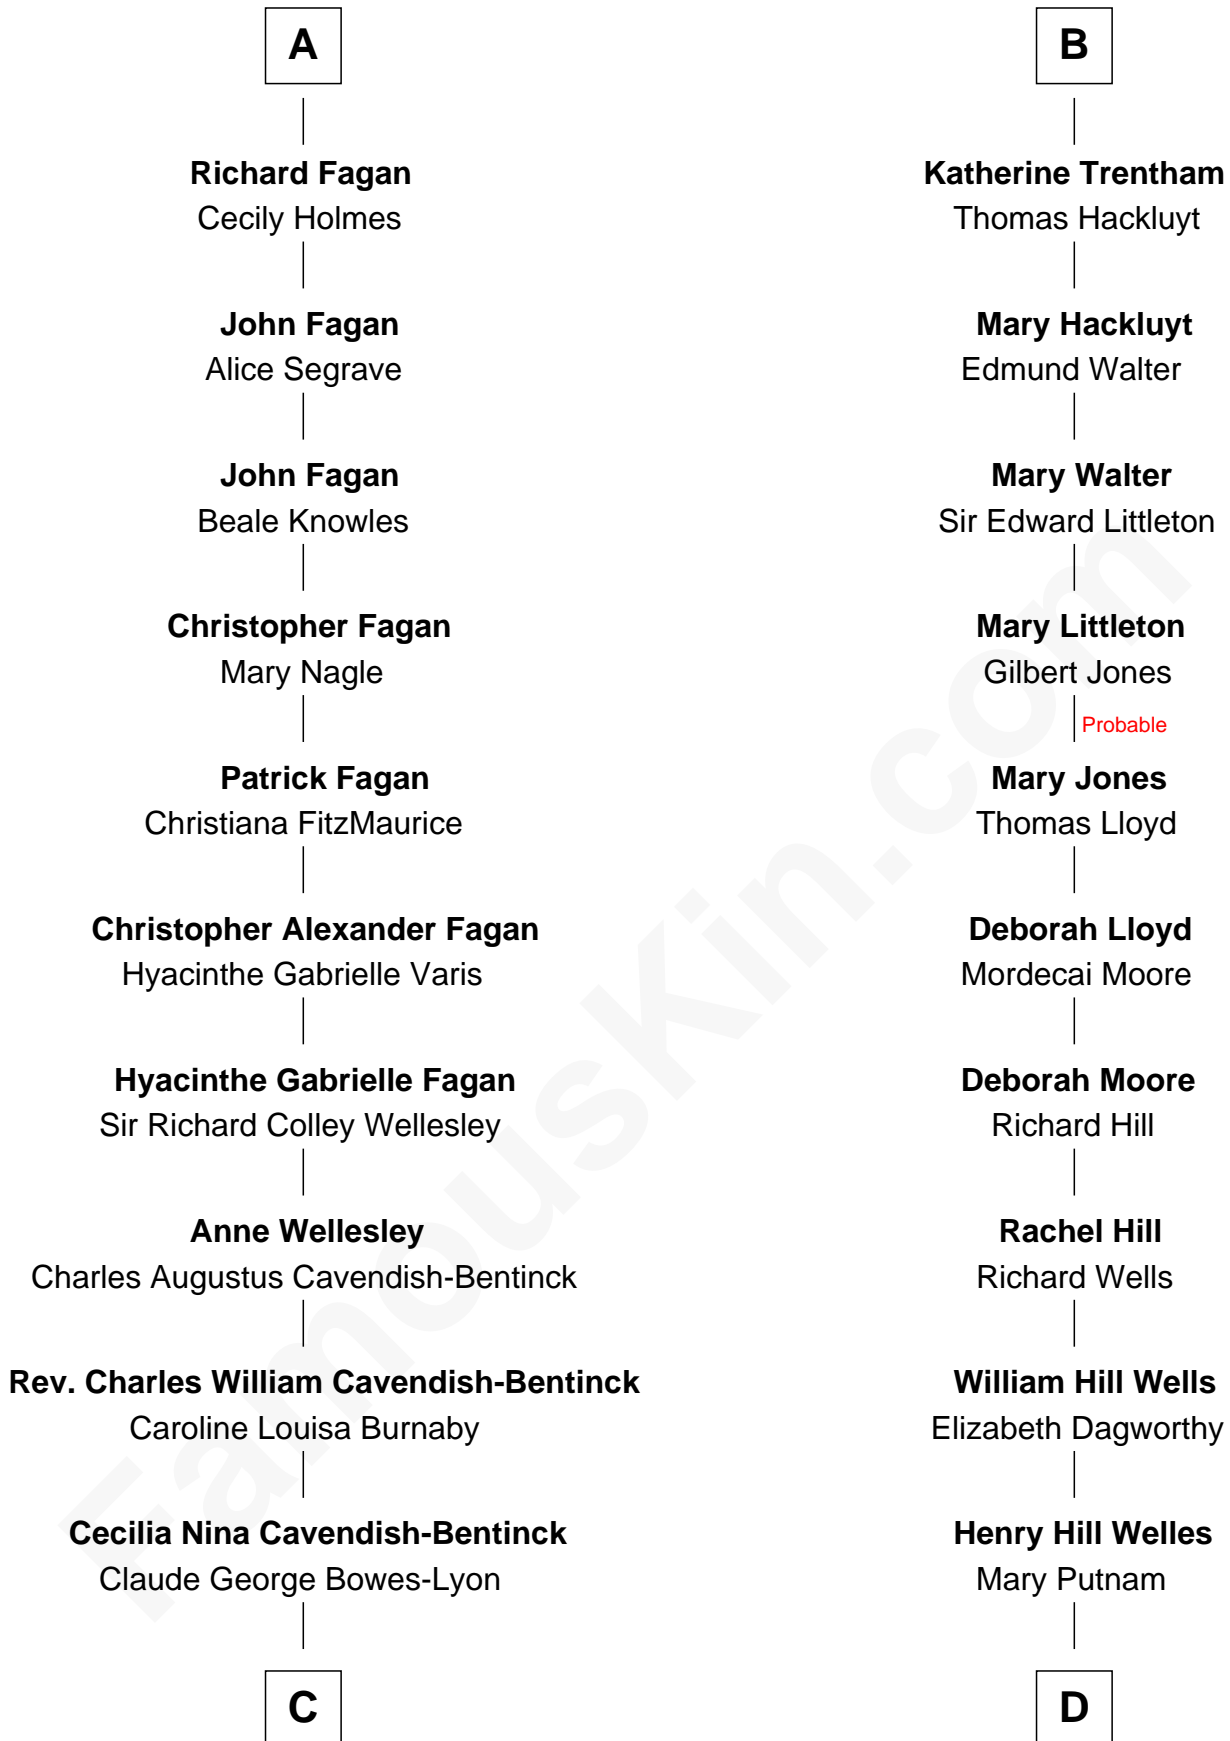 A
Richard Fagan
Cecily Holmes
John Fagan
Alice Segrave
John Fagan
Beale Knowles
Christopher Fagan
Mary Nagle
Patrick Fagan
Christiana FitzMaurice
Christopher Alexander Fagan
Hyacinthe Gabrielle Varis
Hyacinthe Gabrielle Fagan
Sir Richard Colley Wellesley
Anne Wellesley
Charles Augustus Cavendish-Bentinck
Rev. Charles William Cavendish-Bentinck
Caroline Louisa Burnaby
Cecilia Nina Cavendish-Bentinck
Claude George Bowes-Lyon
C
B
Katherine Trentham
Thomas Hackluyt
Mary Hackluyt
Edmund Walter
Mary Walter
Sir Edward Littleton
Mary Littleton
Gilbert Jones
Probable
Mary Jones
Thomas Lloyd
Deborah Lloyd
Mordecai Moore
Deborah Moore
Richard Hill
Rachel Hill
Richard Wells
William Hill Wells
Elizabeth Dagworthy
Henry Hill Welles
Mary Putnam
D
FamousKin.com